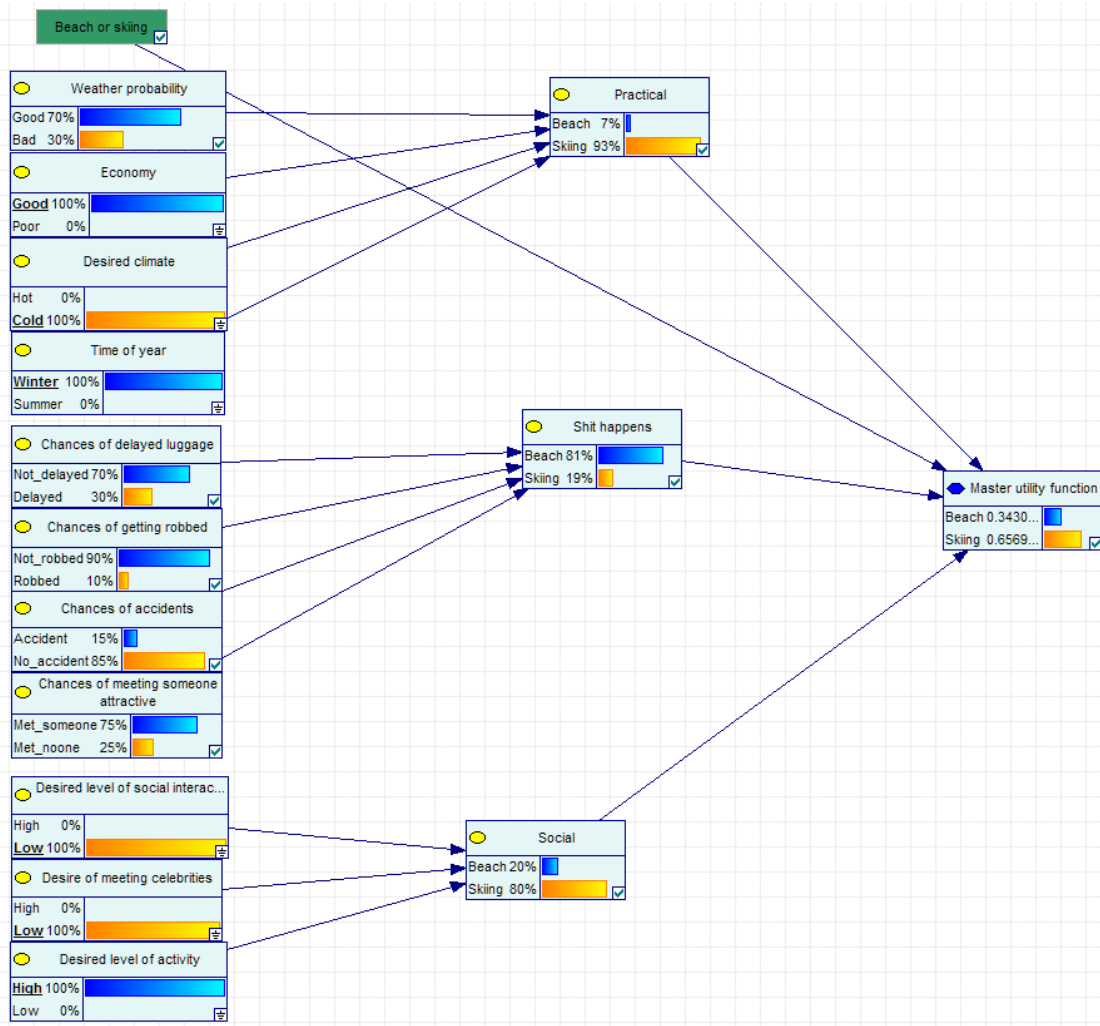 Beach or skiing
Weather probability
Good 70%
Bad 30%
Economy
Good 100%
Poor 0%
Desired climate
Hot 0%
Cold 100%
Time of year
Winter 100%
Summer 0%
Chances of delayed luggage
Not_delayed 70%
Delayed 30%
Chances of getting robbed
Not_robbed 90%
Robbed 10%
Chances of accidents
Accident 15%
No_accident 85%
Chances of meeting someone
attractive
Met_someone 75%
Met_noone 25%
Desired level of social interac...
High 0%
Low 100%
Desire of meeting celebrities
High 0%
Low 100%
Desired level of activity
High 100%
Low 0%
Practical
Beach 7%
Skiing 93%
Shit happens
Beach 81%
Skiing 19%
Social
Beach 20%
Skiing 80%
Master utility function
Beach 0.3430...
Skiing 0.6569...